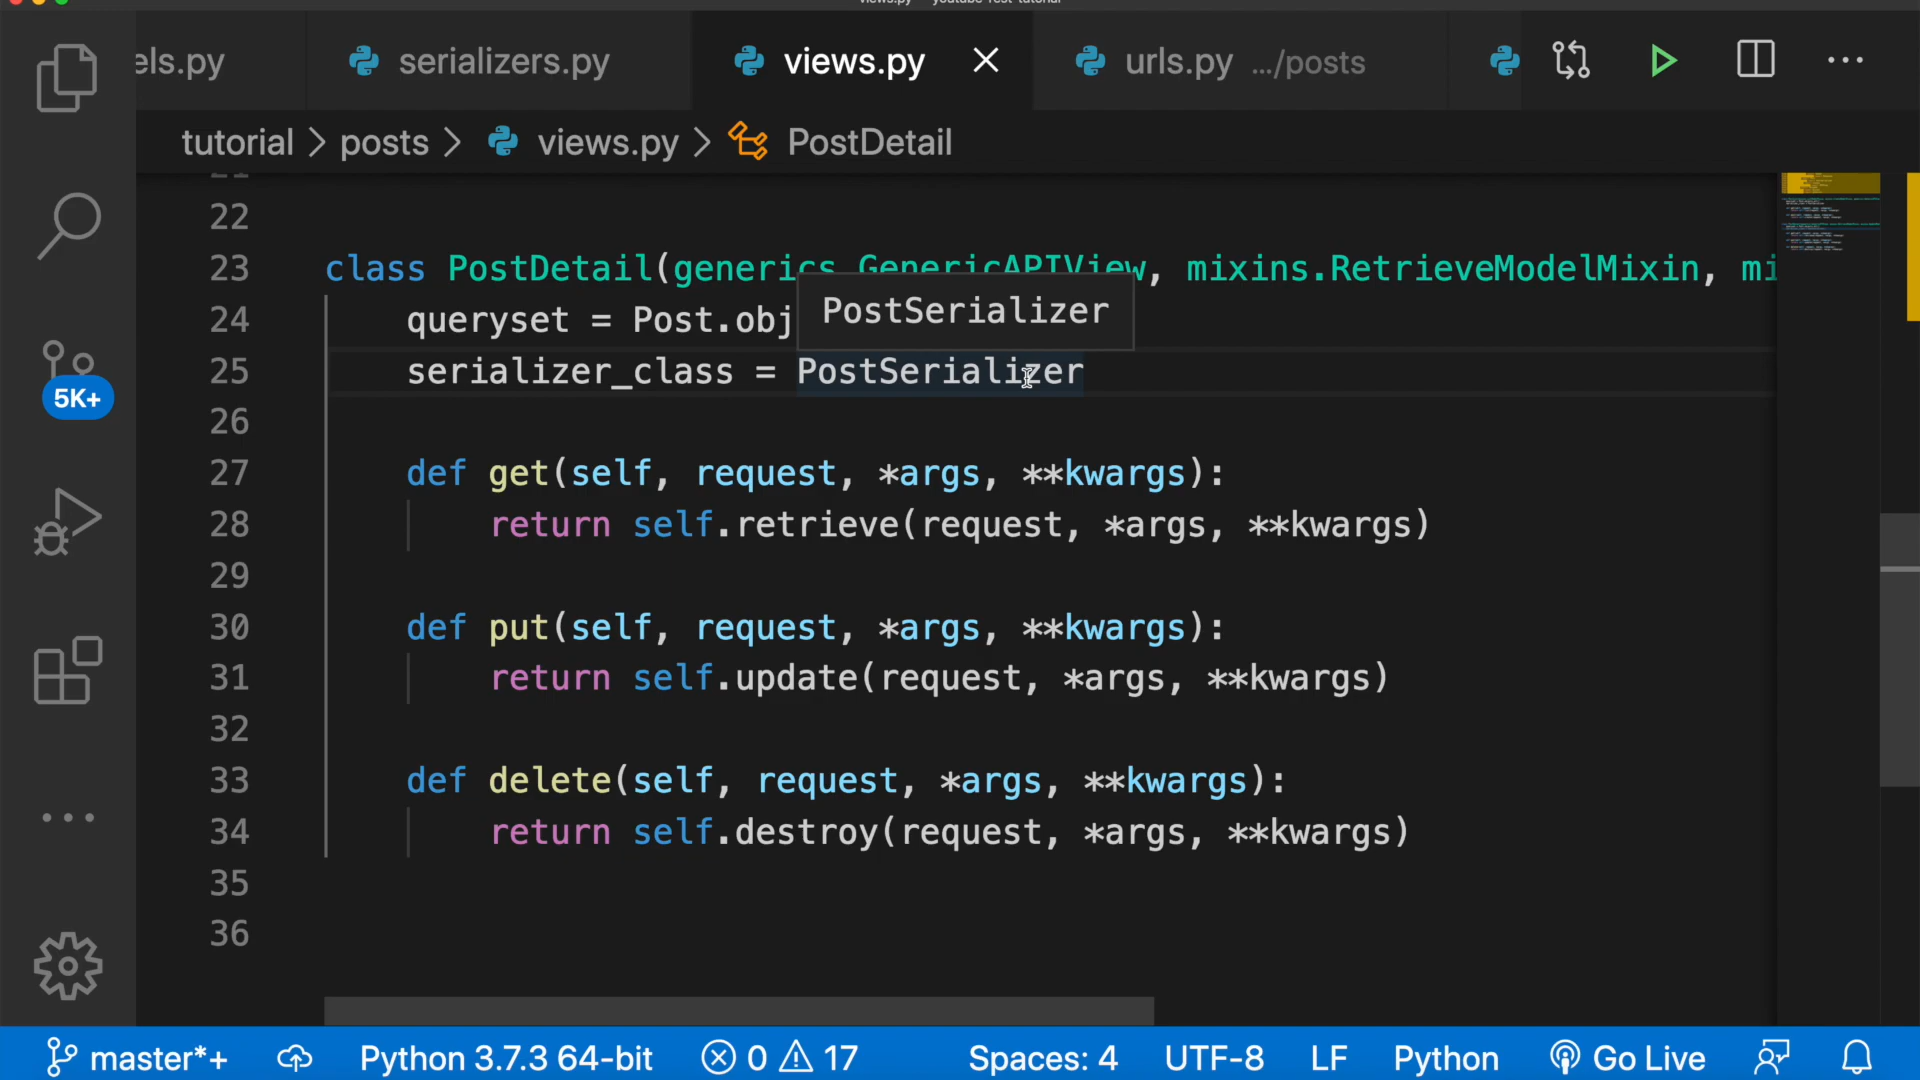 els.py
serializers.py
views.py
urls.py .../posts
tutorial > posts > views.py > PostDetail
22
23 class PostDetail(generics.GenericAPIView, mixins.RetrieveModelMixin, mi
24 queryset = Post.obj
PostSerializer
25 serializer_class = PostSerializer
26
27 def get(self, request, *args, **kwargs):
28 return self.retrieve(request, *args, **kwargs)
29
30 def put(self, request, *args, **kwargs):
31 return self.update(request, *args, **kwargs)
32
33 def delete(self, request, *args, **kwargs):
34 return self.destroy(request, *args, **kwargs)
35
36
5K+
master*+ Python 3.7.3 64-bit 0 17 Spaces: 4 UTF-8 LF Python Go Live